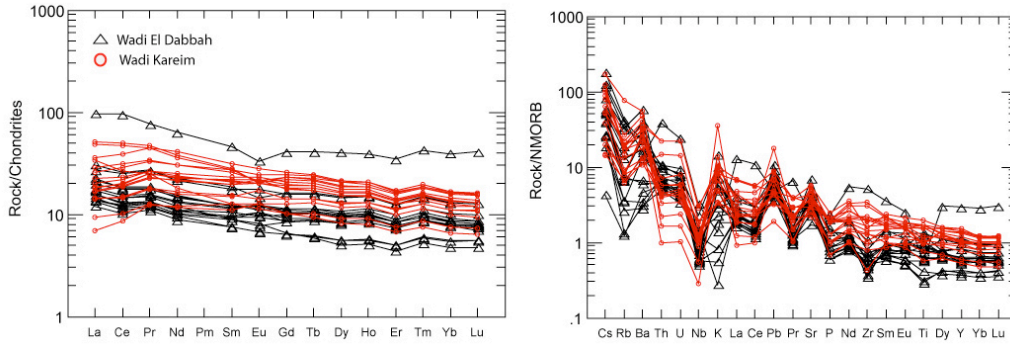 1000
100
10
1
Rock/Chondrites
Wadi El Dabbah
Wadi Kareim
La Ce Pr Nd Pm Sm Eu Gd Tb Dy Ho Er Tm Yb Lu
1000
100
10
1
.1
Rock/NMORB
Cs Rb Ba Th U Nb K La Ce Pb Pr Sr P Nd Zr Sm Eu Ti Dy Y Yb Lu